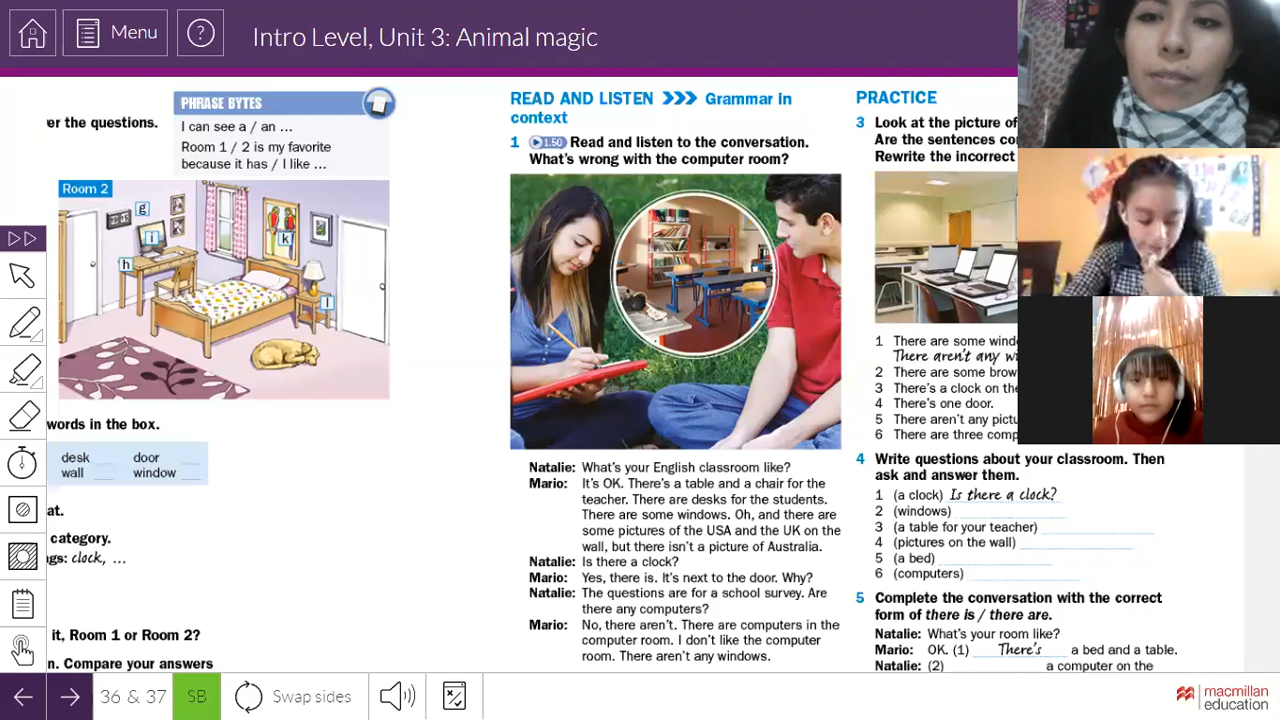 Menu
?
Intro Level, Unit 3: Animal magic
er the questions.
PHRASE BYTES
I can see a / an ...
Room 1 / 2 is my favorite
because it has / I like ...
Room 2
g
i
h
k
l
words in the box.
desk
door
wall
window
at.
category.
gs: clock, ...
it, Room 1 or Room 2?
n. Compare your answers
READ AND LISTEN >>> Grammar in
context
1 1.50 Read and listen to the conversation.
What's wrong with the computer room?
Natalie: What's your English classroom like?
Mario: It's OK. There's a table and a chair for the
teacher. There are desks for the students.
There are some windows. Oh, and there are
some pictures of the USA and the UK on the
wall, but there isn't a picture of Australia.
Natalie: Is there a clock?
Mario: Yes, there is. It's next to the door. Why?
Natalie: The questions are for a school survey. Are
there any computers?
Mario: No, there aren't. There are computers in the
computer room. I don't like the computer
room. There aren't any windows.
PRACTICE
3 Look at the picture of
Are the sentences co
Rewrite the incorrect
1 There are some windo
There aren't any wi
2 There are some brow
3 There's a clock on the
4 There's one door.
5 There aren't any pictu
6 There are three comp
4 Write questions about your classroom. Then
ask and answer them.
1 (a clock) Is there a clock?
2 (windows)
3 (a table for your teacher)
4 (pictures on the wall)
5 (a bed)
6 (computers)
5 Complete the conversation with the correct
form of there is / there are.
Natalie: What's your room like?
Mario: OK. (1) There's a bed and a table.
Natalie: (2) a computer on the
36 & 37
SB
Swap sides
macmillan
education